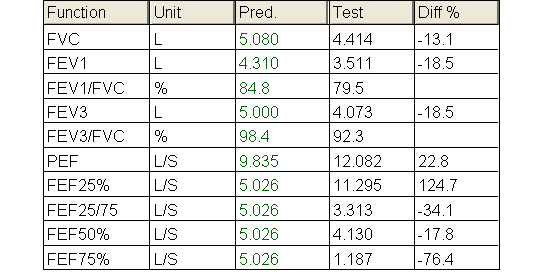 Function Unit Pred. Test Diff %
FVC L 5.080 4.414 -13.1
FEV1 L 4.310 3.511 -18.5
FEV1/FVC % 84.8 79.5
FEV3 L 5.000 4.073 -18.5
FEV3/FVC % 98.4 92.3
PEF L/S 9.835 12.082 22.8
FEF25% L/S 5.026 11.295 124.7
FEF25/75 L/S 5.026 3.313 -34.1
FEF50% L/S 5.026 4.130 -17.8
FEF75% L/S 5.026 1.187 -76.4